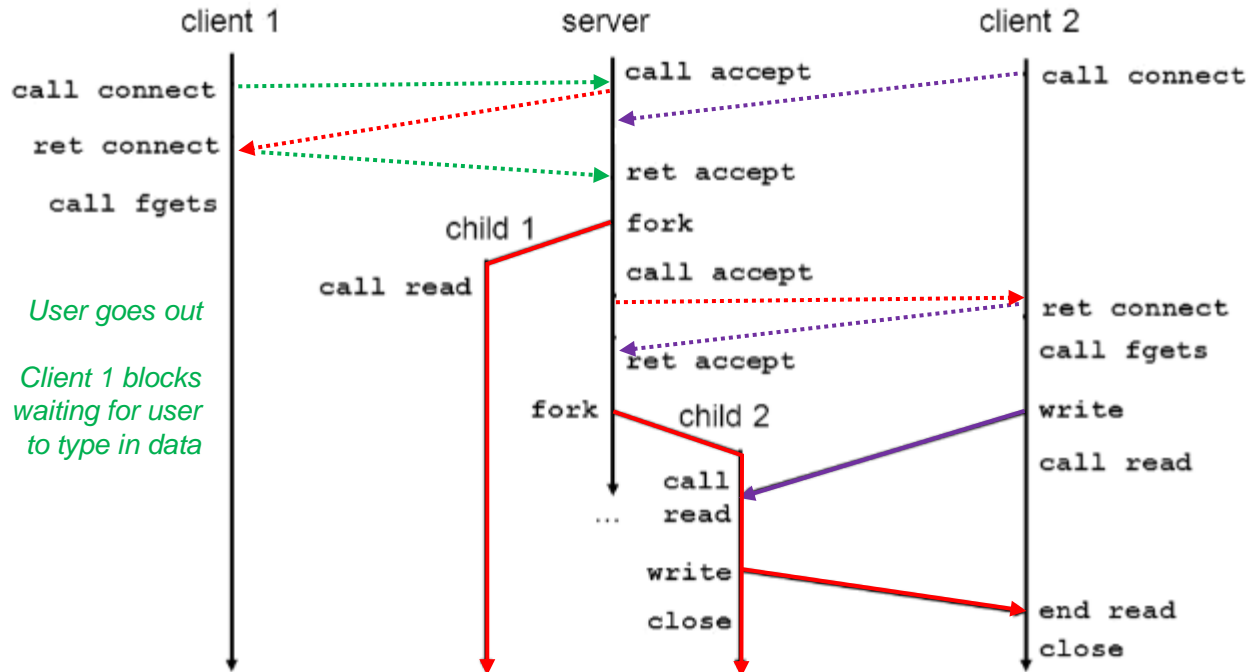 client 1
server
client 2
call connect
call accept
call connect
ret connect
ret accept
call fgets
child 1
fork
call read
call accept
User goes out
ret connect
ret accept
call fgets
Client 1 blocks
waiting for user
to type in data
fork
child 2
write
call
read
call read
...
write
close
end read
close